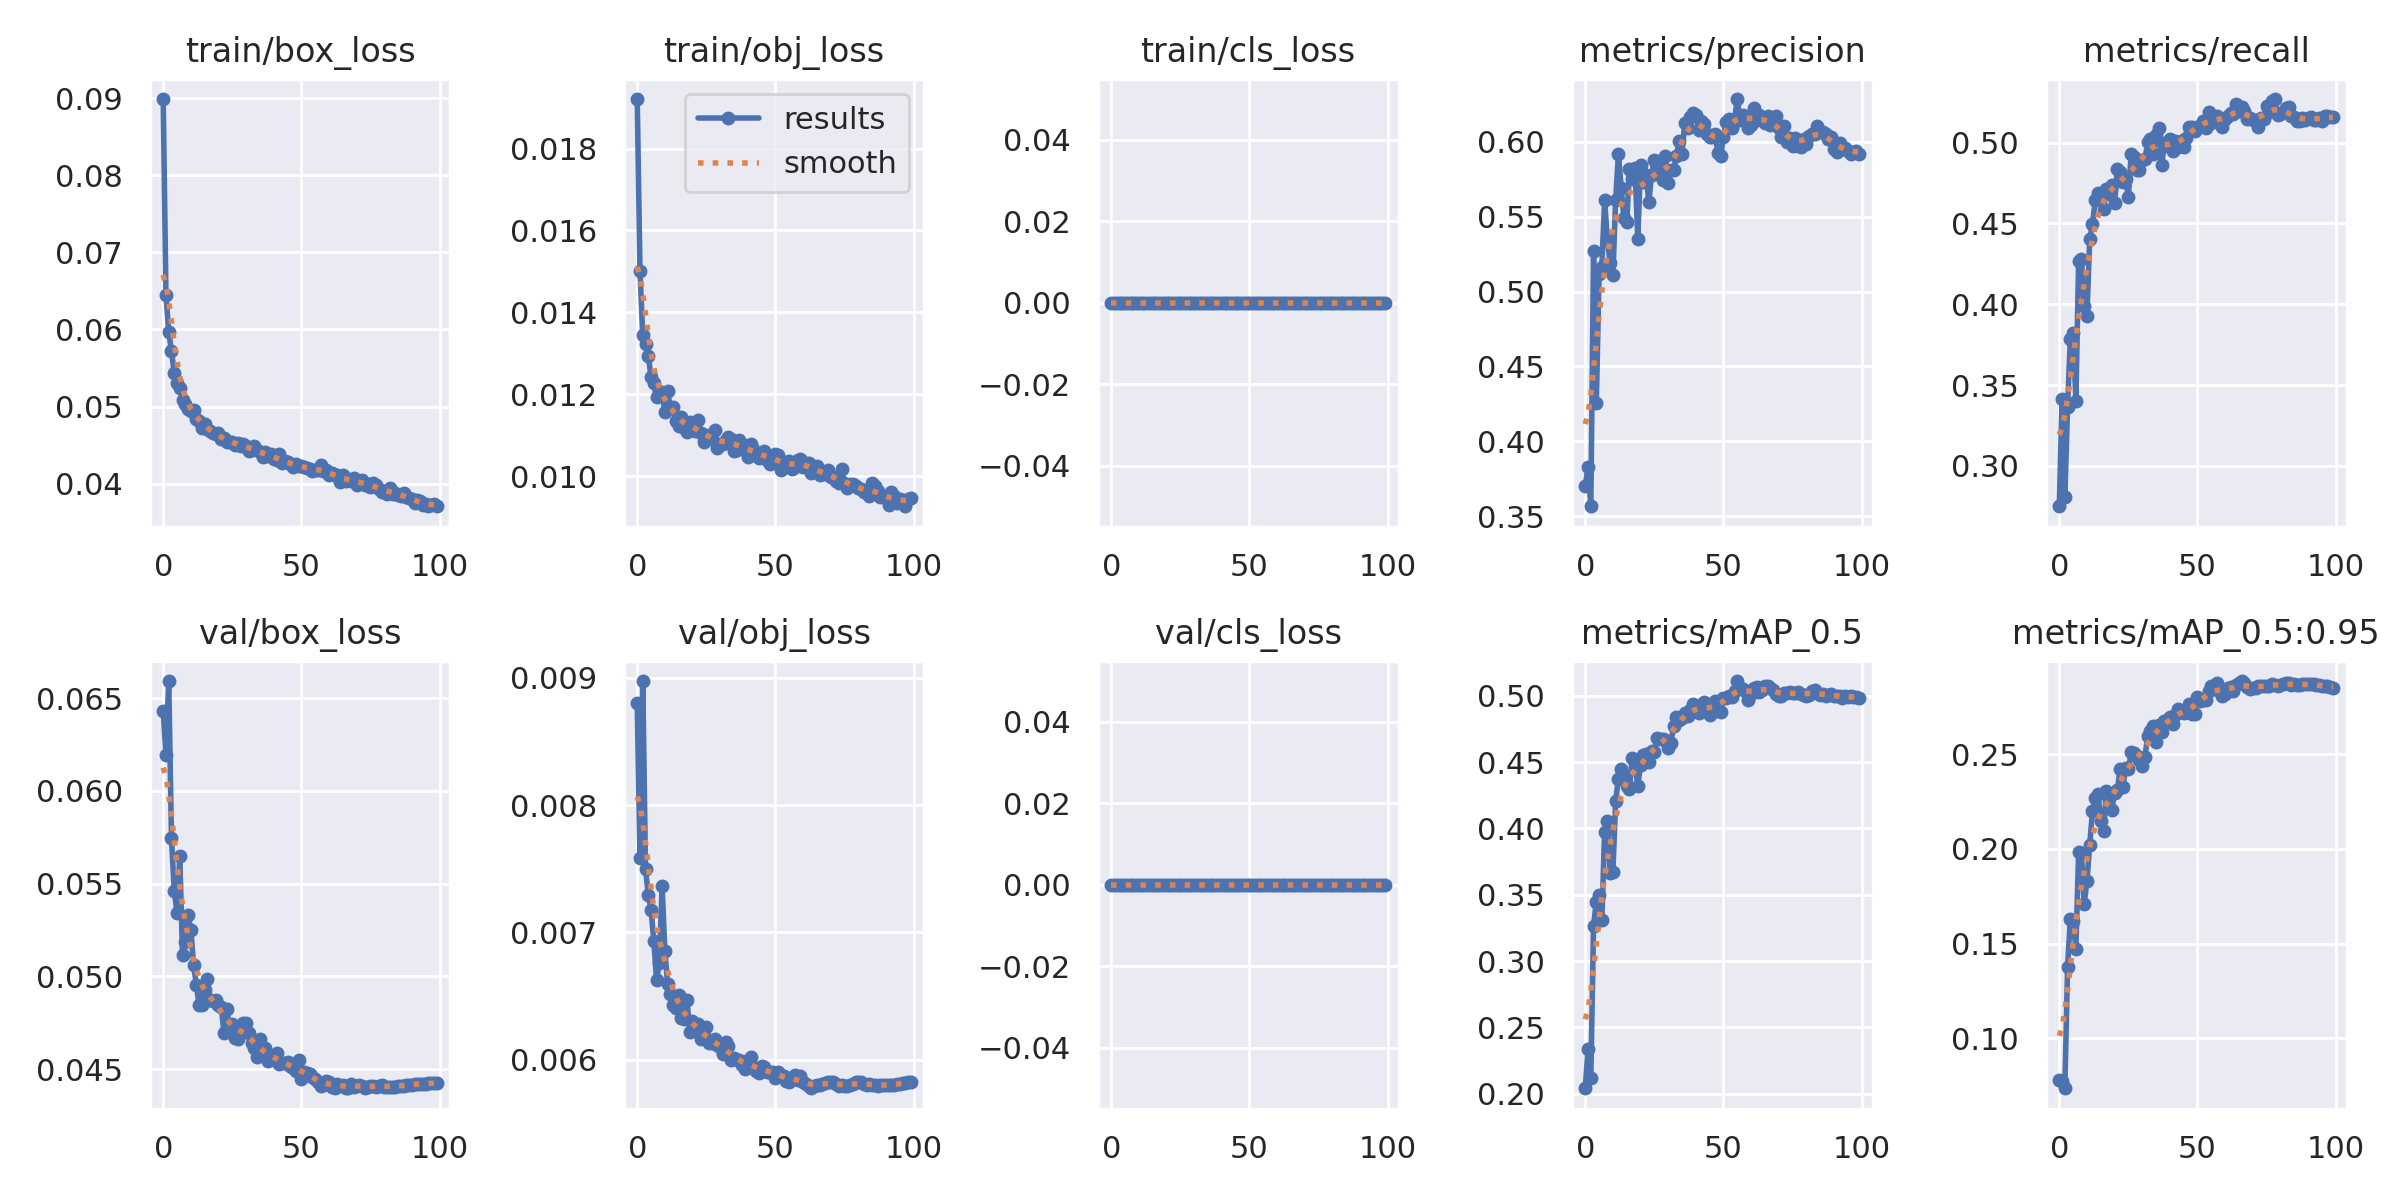 train/box_loss
0.09
0.08
0.07
0.06
0.05
0.04
0 50 100
train/obj_loss
results
smooth
0.018
0.016
0.014
0.012
0.010
0 50 100
train/cls_loss
0.04
0.02
0.00
−0.02
−0.04
0 50 100
metrics/precision
0.60
0.55
0.50
0.45
0.40
0.35
0 50 100
metrics/recall
0.50
0.45
0.40
0.35
0.30
0 50 100
val/box_loss
0.065
0.060
0.055
0.050
0.045
0 50 100
val/obj_loss
0.009
0.008
0.007
0.006
0 50 100
val/cls_loss
0.04
0.02
0.00
−0.02
−0.04
0 50 100
metrics/mAP_0.5
0.50
0.45
0.40
0.35
0.30
0.25
0.20
0 50 100
metrics/mAP_0.5:0.95
0.25
0.20
0.15
0.10
0 50 100